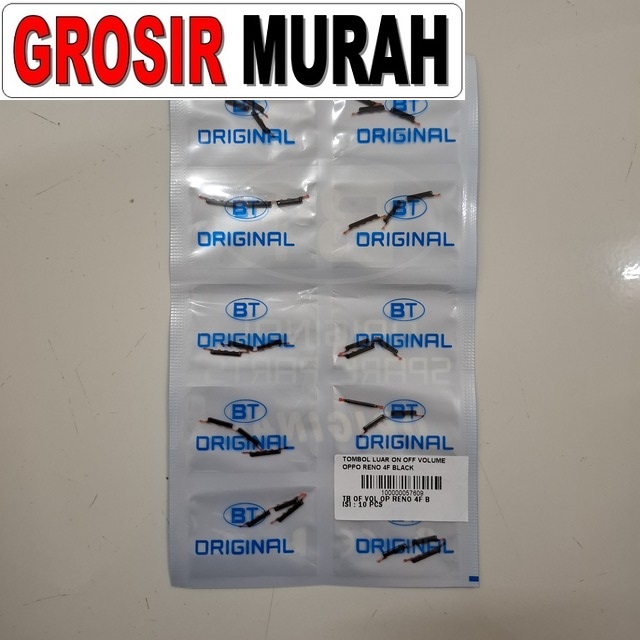 GROSIR MURAH
BT BT
ORIGINAL ORIGINAL
BT BT
ORIGINAL ORIGINAL
BT BT
ORIGINAL ORIGINAL
BT BT
ORIGINAL ORIGINAL
TOMBOL LUAR ON OFF VOLUME
OPPO RENO 4F BLACK
100000057609
TB OF VOL OP RENO 4F B
ISI : 10 PCS
BT
ORIGINAL ORIGINAL